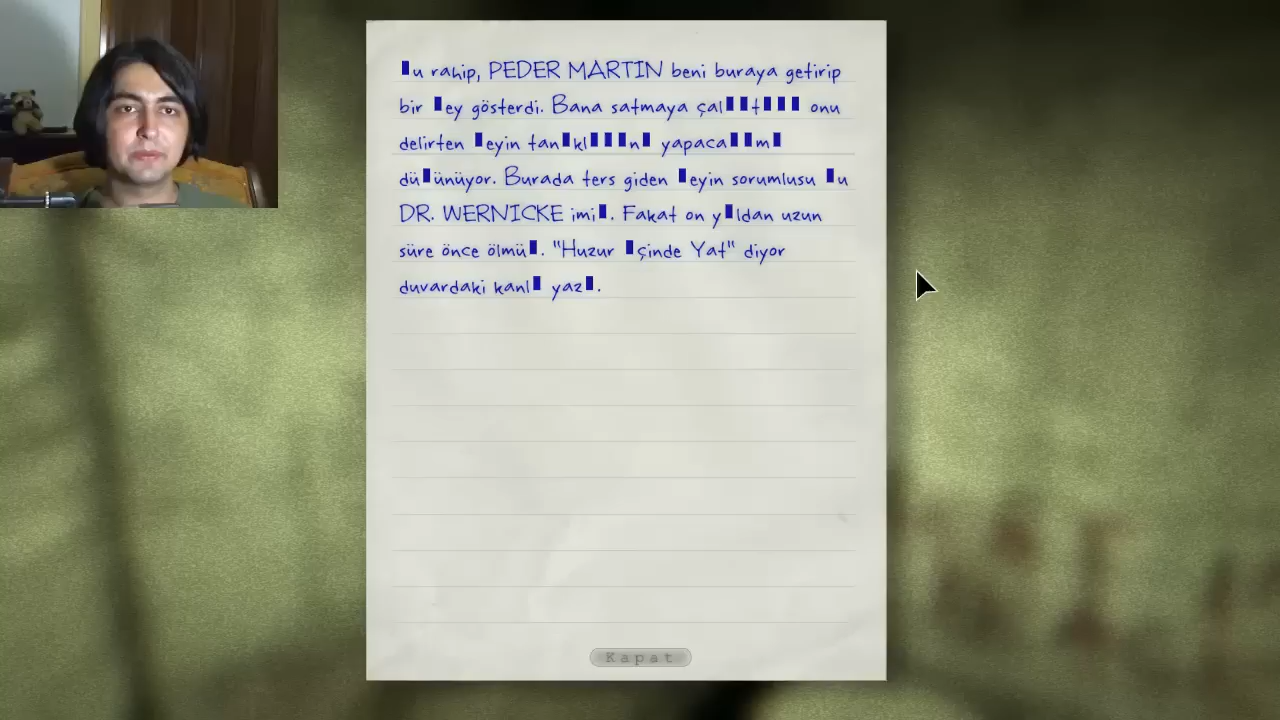 ▮u rahip, PEDER MARTIN beni buraya getirip
bir ▮ey gösterdi. Bana satmaya çal▮▮t▮▮▮ onu
delirten ▮eyin tan▮kl▮▮▮n▮ yapaca▮▮m▮
dü▮ünüyor. Burada ters giden ▮eyin sorumlusu ▮u
DR. WERNICKE imi▮. Fakat on y▮ldan uzun
süre önce ölmü▮. "Huzur ▮çinde Yat" diyor
duvardaki kanl▮ yaz▮.
Kapat